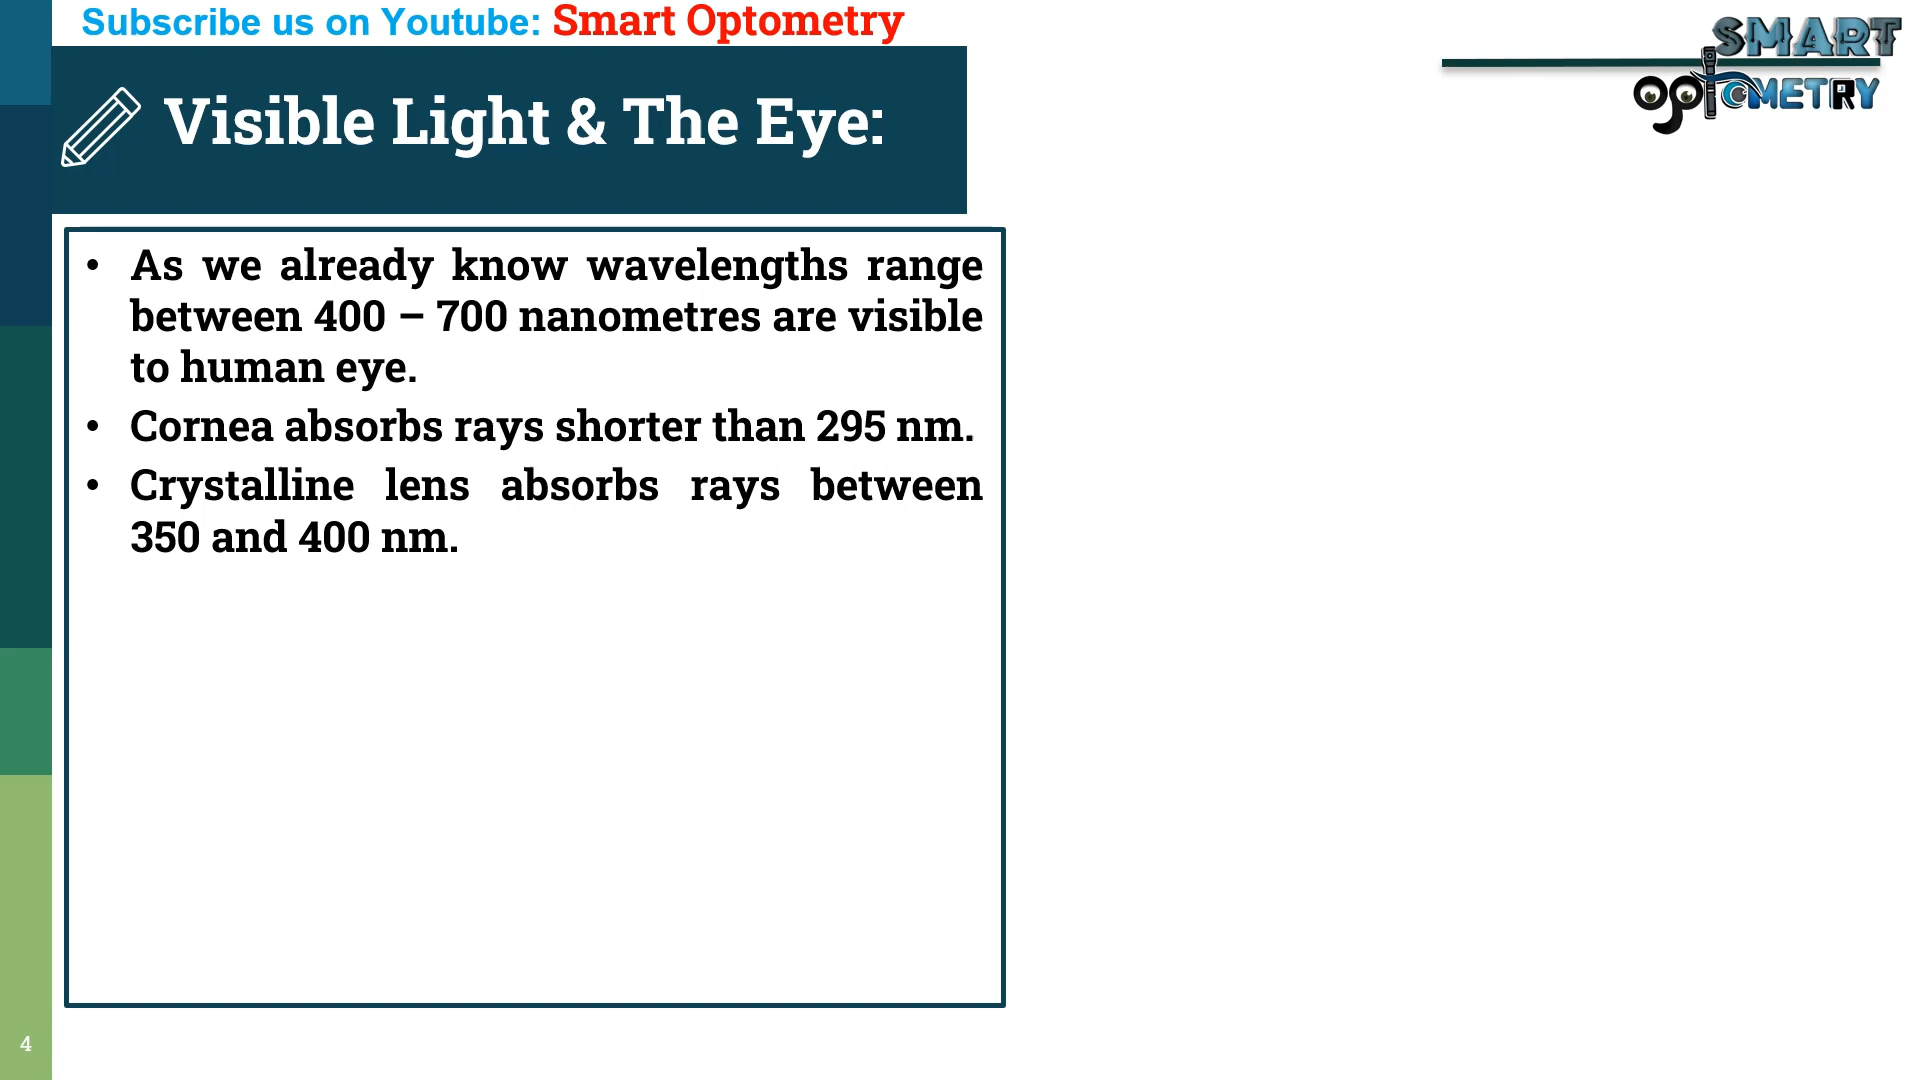 Subscribe us on Youtube: Smart Optometry
SMART
OptOMETRY
Visible Light & The Eye:
• As we already know wavelengths range
between 400 – 700 nanometres are visible
to human eye.
• Cornea absorbs rays shorter than 295 nm.
• Crystalline lens absorbs rays between
350 and 400 nm.
4